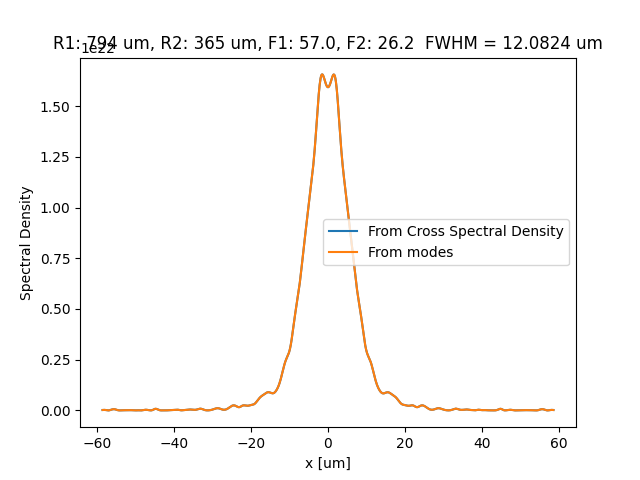 R1: 794 um, R2: 365 um, F1: 57.0, F2: 26.2  FWHM = 12.0824 um
1e22
1.50
1.25
1.00
0.75
0.50
0.25
0.00
Spectral Density
From Cross Spectral Density
From modes
−60
−40
−20
0
20
40
60
x [um]